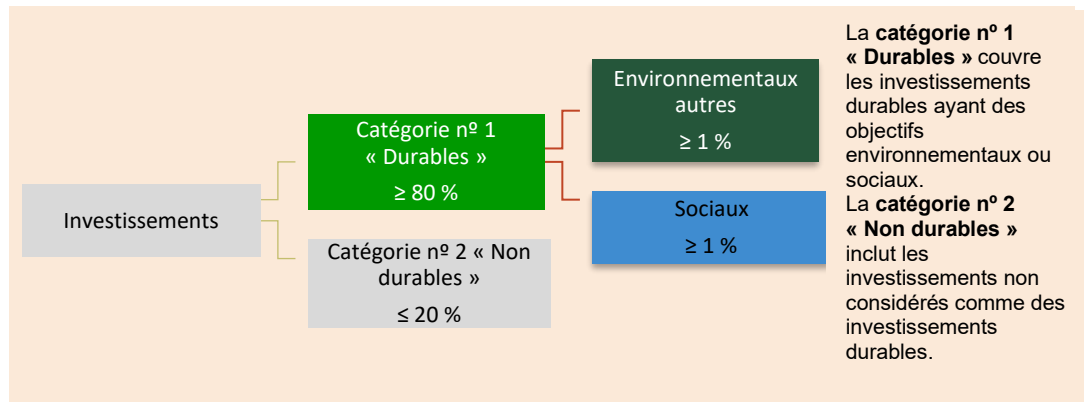 Investissements
Catégorie nº 1
« Durables »
≥ 80 %
Catégorie nº 2 « Non
durables »
≤ 20 %
Environnementaux
autres
≥ 1 %
Sociaux
≥ 1 %
La catégorie nº 1
« Durables » couvre
les investissements
durables ayant des
objectifs
environnementaux ou
sociaux.
La catégorie nº 2
« Non durables »
inclut les
investissements non
considérés comme des
investissements
durables.